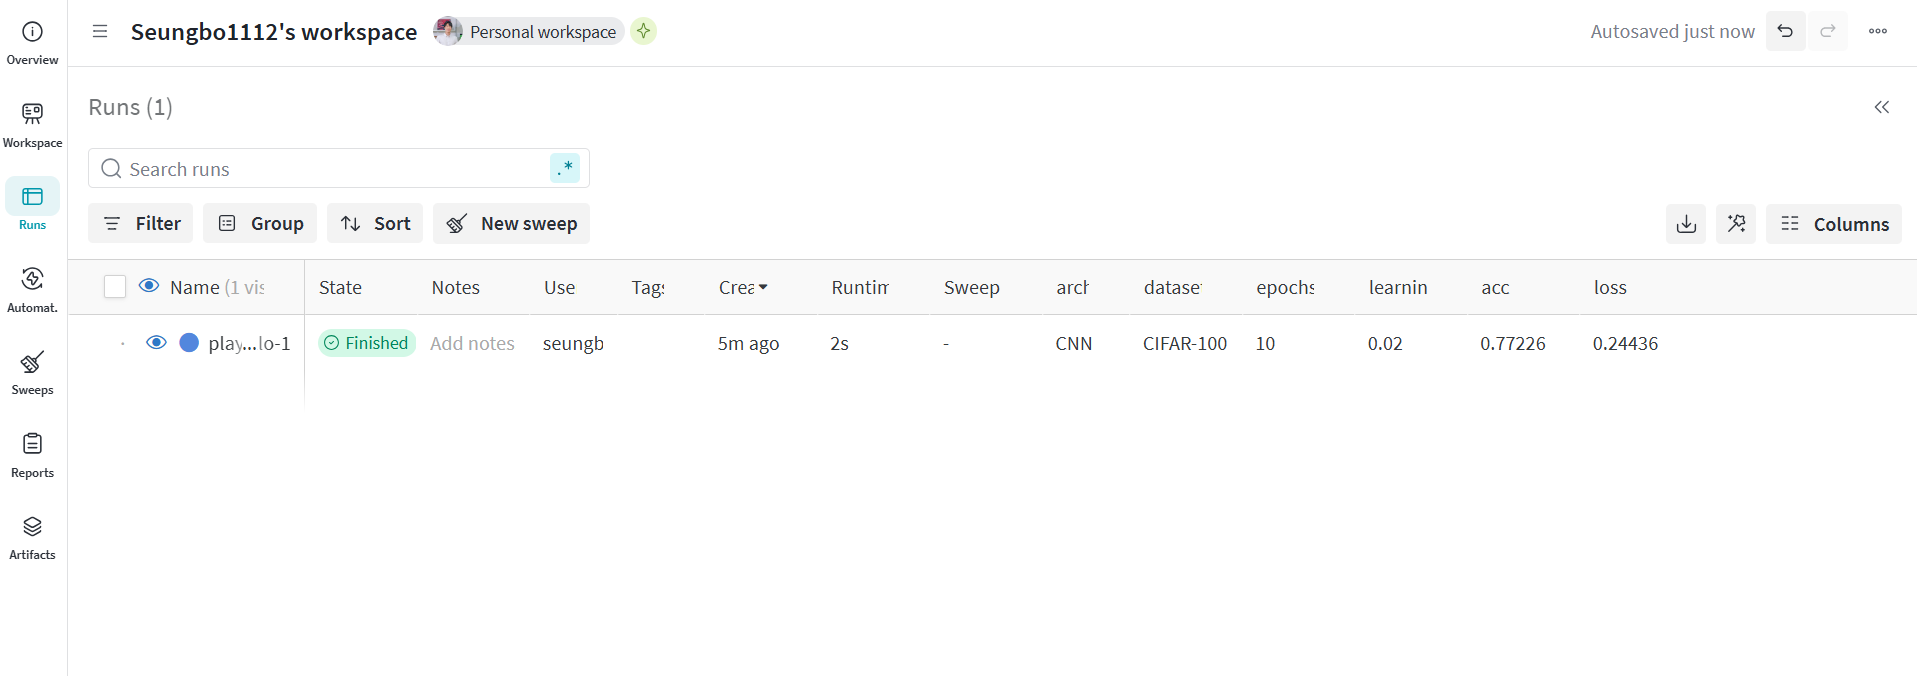 Overview
Workspace
Runs
Automat.
Sweeps
Reports
Artifacts
Seungbo1112's workspace Personal workspace Autosaved just now
Runs (1)
Search runs .*
Filter Group Sort New sweep Columns
Name (1 vis State Notes Use Tags Crea Runtim Sweep arch datase epochs learnin acc loss
play...lo-1 Finished Add notes seungb 5m ago 2s - CNN CIFAR-100 10 0.02 0.77226 0.24436